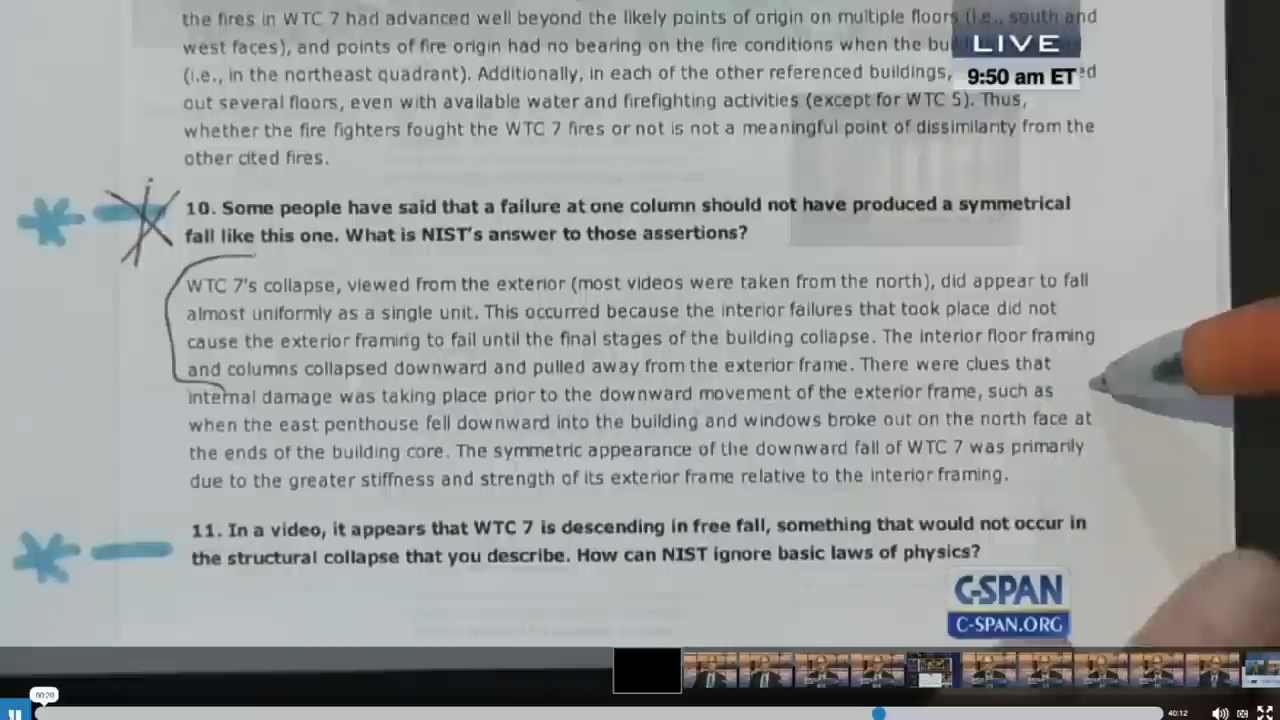 the fires in WTC 7 had advanced well beyond the likely points of origin on multiple floors (i.e., south and
west faces), and points of fire origin had no bearing on the fire conditions when the
(i.e., in the northeast quadrant). Additionally, in each of the other referenced buildings,
out several floors, even with available water and firefighting activities (except for WTC 5). Thus,
whether the fire fighters fought the WTC 7 fires or not is not a meaningful point of dissimilarity from the
other cited fires.
LIVE
9:50 am ET
10. Some people have said that a failure at one column should not have produced a symmetrical
fall like this one. What is NIST's answer to those assertions?
WTC 7's collapse, viewed from the exterior (most videos were taken from the north), did appear to fall
almost uniformly as a single unit. This occurred because the interior failures that took place did not
cause the exterior framing to fail until the final stages of the building collapse. The interior floor framing
and columns collapsed downward and pulled away from the exterior frame. There were clues that
internal damage was taking place prior to the downward movement of the exterior frame, such as
when the east penthouse fell downward into the building and windows broke out on the north face at
the ends of the building core. The symmetric appearance of the downward fall of WTC 7 was primarily
due to the greater stiffness and strength of its exterior frame relative to the interior framing.
11. In a video, it appears that WTC 7 is descending in free fall, something that would not occur in
the structural collapse that you describe. How can NIST ignore basic laws of physics?
C-SPAN
C-SPAN.ORG
00:20
40:12